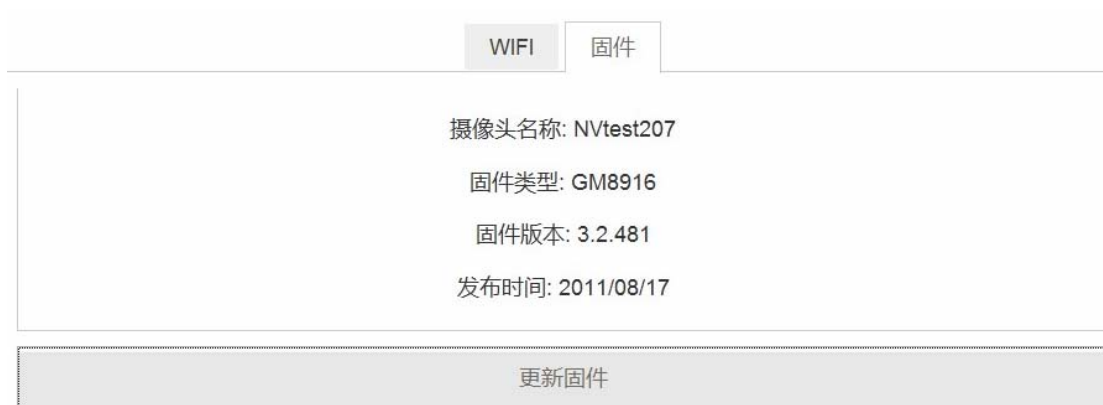 WIFI 固件
摄像头名称: NVtest207
固件类型: GM8916
固件版本: 3.2.481
发布时间: 2011/08/17
更新固件